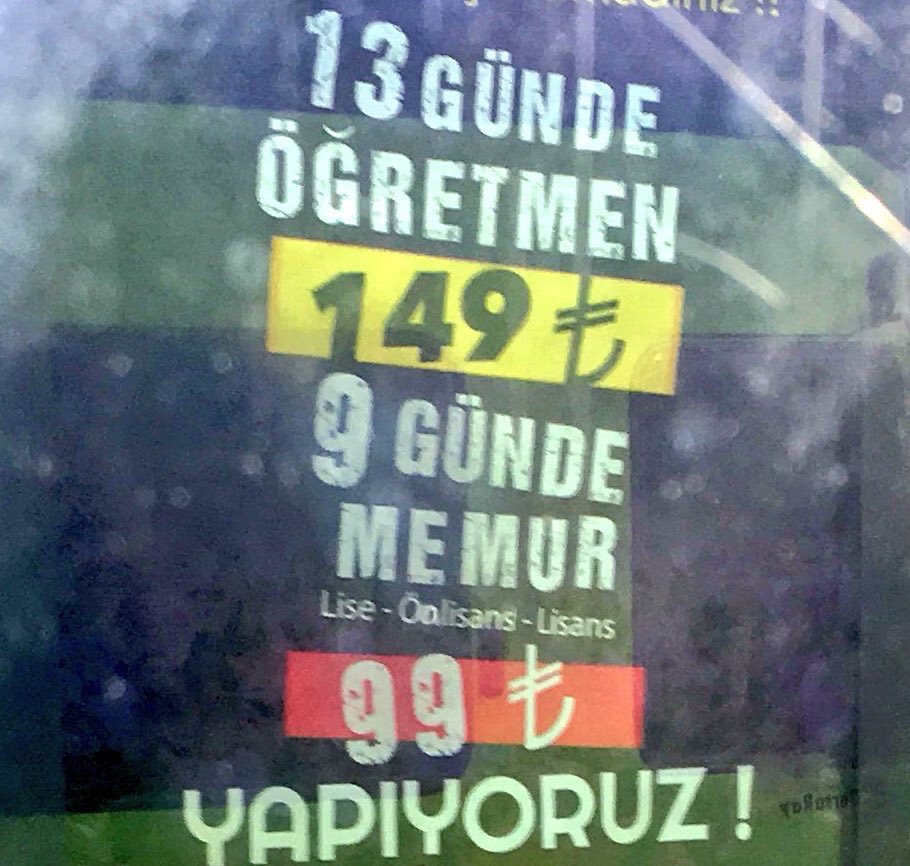 13 GÜNDE
ÖĞRETMEN
149 ₺
9 GÜNDE
MEMUR
Lise - Önlisans - Lisans
99 ₺
YAPIYORUZ !